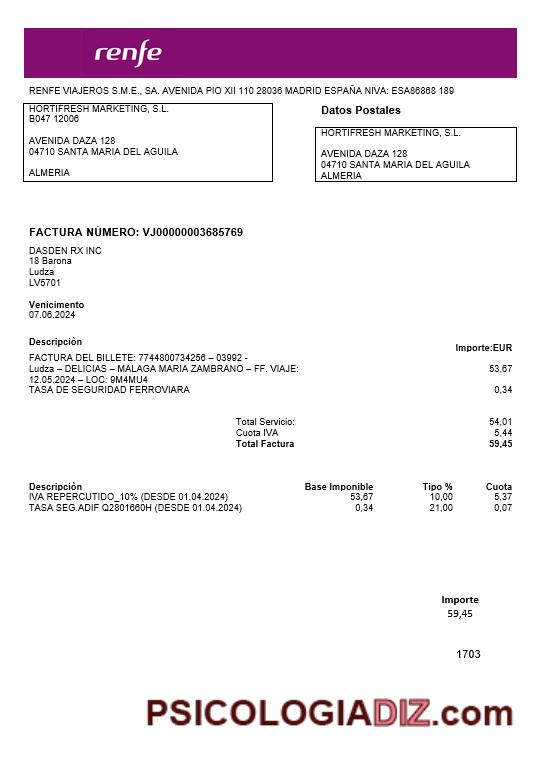 renfe
RENFE VIAJEROS S.M.E., SA. AVENIDA PIO XII 110 28036 MADRID ESPAÑA NIVA: ESA86868 189
HORTIFRESH MARKETING, S.L.
B047 12006
AVENIDA DAZA 128
04710 SANTA MARIA DEL AGUILA
ALMERIA
Datos Postales
HORTIFRESH MARKETING, S.L.
AVENIDA DAZA 128
04710 SANTA MARIA DEL AGUILA
ALMERIA
FACTURA NÚMERO: VJ00000003685769
DASDEN RX INC
18 Barona
Ludza
LV5701
Venicimento
07.06.2024
Descripciòn Importe:EUR
FACTURA DEL BILLETE: 7744800734256 – 03992 -
Ludza – DELICIAS – MALAGA MARIA ZAMBRANO – FF. VIAJE: 53,67
12.05.2024 – LOC: 9M4MU4
TASA DE SEGURIDAD FERROVIARA 0,34
Total Servicio: 54,01
Cuota IVA 5,44
Total Factura 59,45
Descripciòn Base Imponible Tipo % Cuota
IVA REPERCUTIDO_10% (DESDE 01.04.2024) 53,67 10,00 5,37
TASA SEG.ADIF Q2801660H (DESDE 01.04.2024) 0,34 21,00 0,07
Importe
59,45
1703
PSICOLOGIADIZ.com